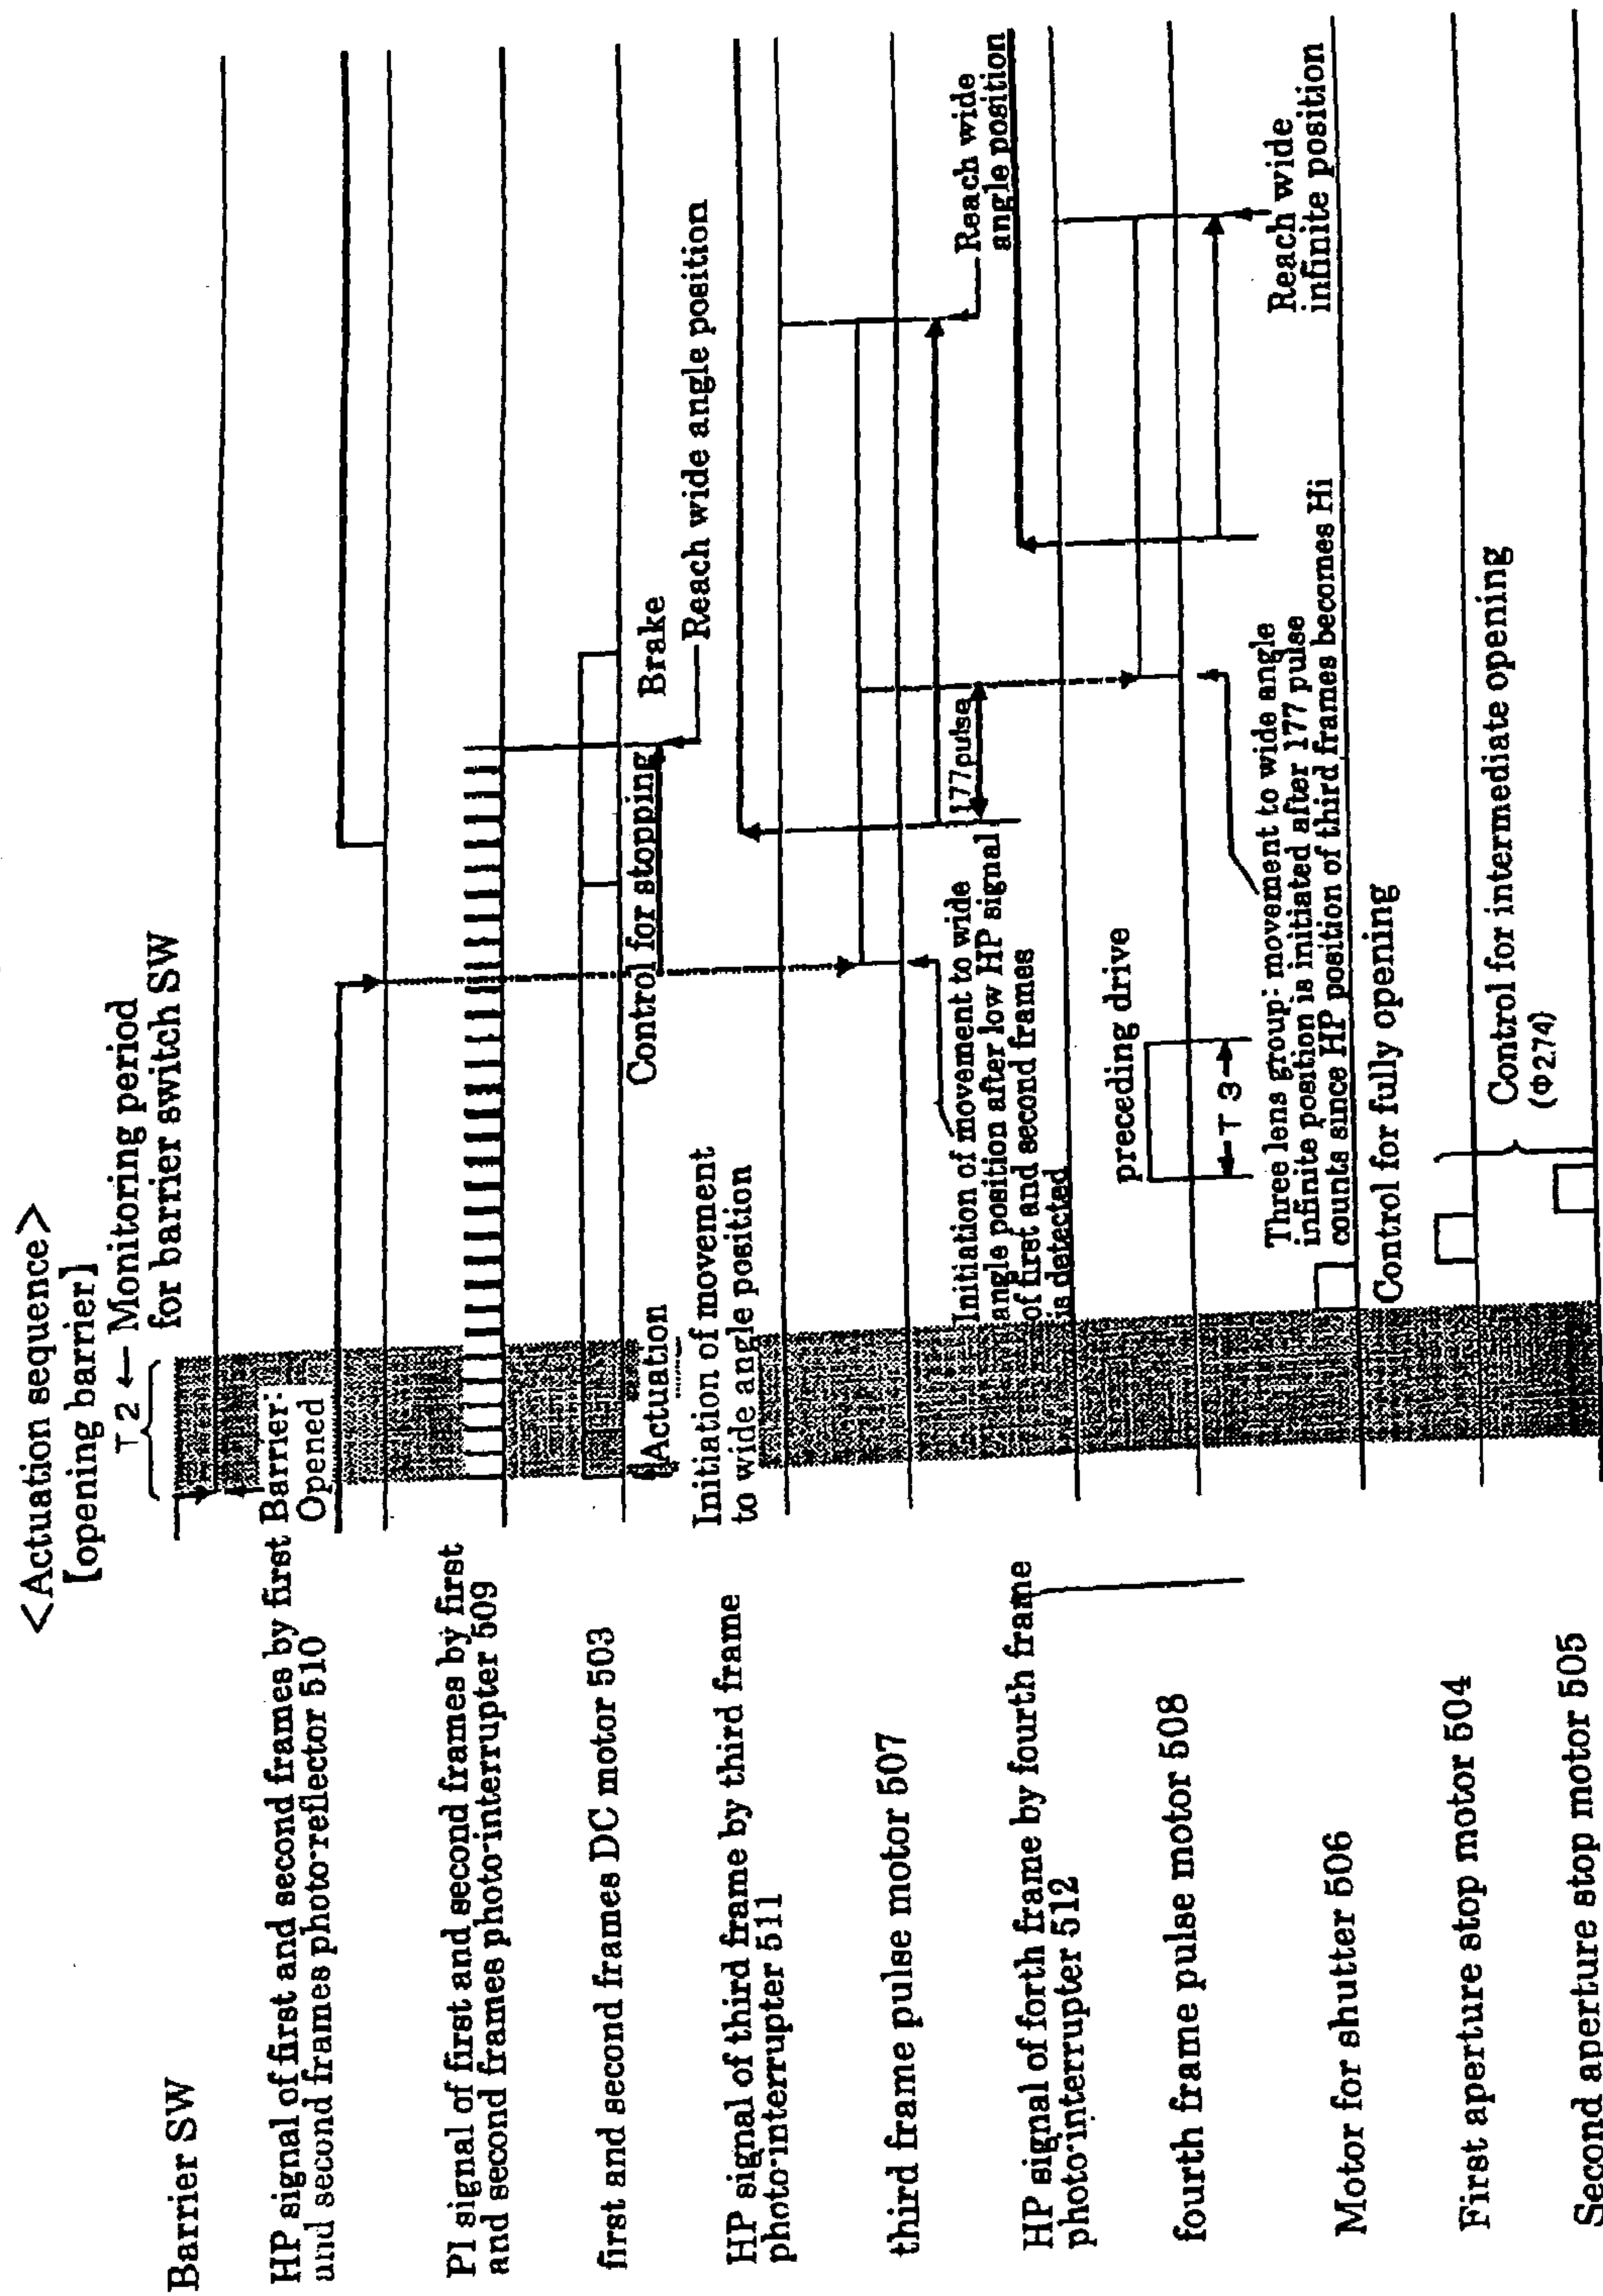 <Actuation sequence>
[opening barrier]
T 2 ← Monitoring period
for barrier switch SW
Barrier SW
HP signal of first and second frames by first
und second frames photo-reflector 510
Barrier:
Opened
PI signal of first and second frames by first
and second frames photo-interrupter 509
first and second frames DC motor 503
Actuation
Control for stopping
Brake
Reach wide angle position
Initiation of movement
to wide angle position
HP signal of third frame by third frame
photo-interrupter 511
third frame pulse motor 507
177pulse
Reach wide
angle position
Initiation of movement to wide
angle position after low HP signal
of first and second frames
is detected
HP signal of forth frame by fourth frame
photo-interrupter 512
preceding drive
fourth frame pulse motor 508
T 3
Reach wide
infinite position
Three lens group: movement to wide angle
infinite position is initiated after 177 pulse
counts since HP position of third frames becomes Hi
Motor for shutter 506
Control for fully opening
First aperture stop motor 504
Control for intermediate opening
(Φ2.74)
Second aperture stop motor 505